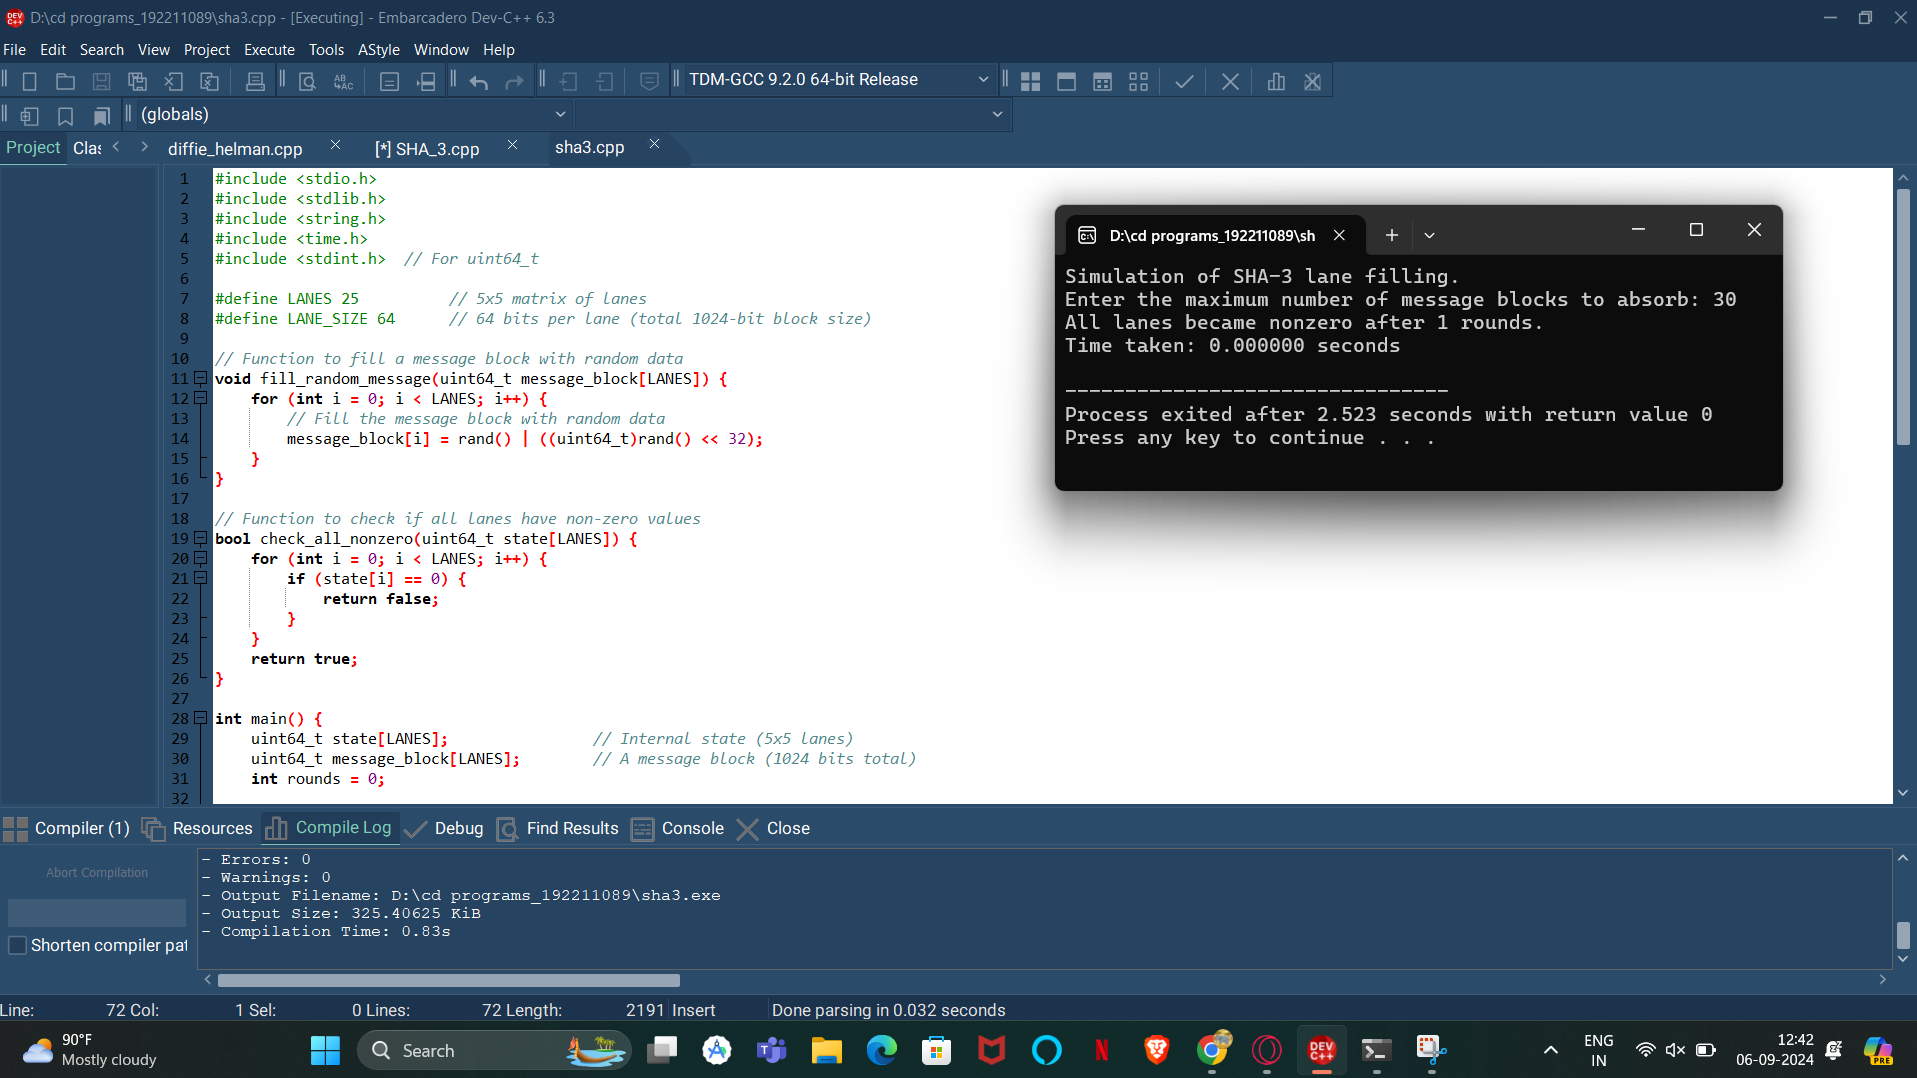 D:\cd programs_192211089\sha3.cpp - [Executing] - Embarcadero Dev-C++ 6.3
File Edit Search View Project Execute Tools AStyle Window Help
TDM-GCC 9.2.0 64-bit Release
(globals)
Project Clas diffie_helman.cpp [*] SHA_3.cpp sha3.cpp
1 #include <stdio.h>
2 #include <stdlib.h>
3 #include <string.h>
4 #include <time.h>
5 #include <stdint.h>  // For uint64_t
6
7 #define LANES 25          // 5x5 matrix of lanes
8 #define LANE_SIZE 64      // 64 bits per lane (total 1024-bit block size)
9
10 // Function to fill a message block with random data
11 void fill_random_message(uint64_t message_block[LANES]) {
12     for (int i = 0; i < LANES; i++) {
13         // Fill the message block with random data
14         message_block[i] = rand() | ((uint64_t)rand() << 32);
15     }
16 }
17
18 // Function to check if all lanes have non-zero values
19 bool check_all_nonzero(uint64_t state[LANES]) {
20     for (int i = 0; i < LANES; i++) {
21         if (state[i] == 0) {
22             return false;
23         }
24     }
25     return true;
26 }
27
28 int main() {
29     uint64_t state[LANES];                // Internal state (5x5 lanes)
30     uint64_t message_block[LANES];        // A message block (1024 bits total)
31     int rounds = 0;
32
D:\cd programs_192211089\sh
Simulation of SHA-3 lane filling.
Enter the maximum number of message blocks to absorb: 30
All lanes became nonzero after 1 rounds.
Time taken: 0.000000 seconds
--------------------------------
Process exited after 2.523 seconds with return value 0
Press any key to continue . . .
Compiler (1) Resources Compile Log Debug Find Results Console Close
Abort Compilation
Shorten compiler pat
- Errors: 0
- Warnings: 0
- Output Filename: D:\cd programs_192211089\sha3.exe
- Output Size: 325.40625 KiB
- Compilation Time: 0.83s
Line: 72 Col: 1 Sel: 0 Lines: 72 Length: 2191 Insert Done parsing in 0.032 seconds
90°F
Mostly cloudy
Search
DEV C++
ENG
IN
12:42
06-09-2024
PRE